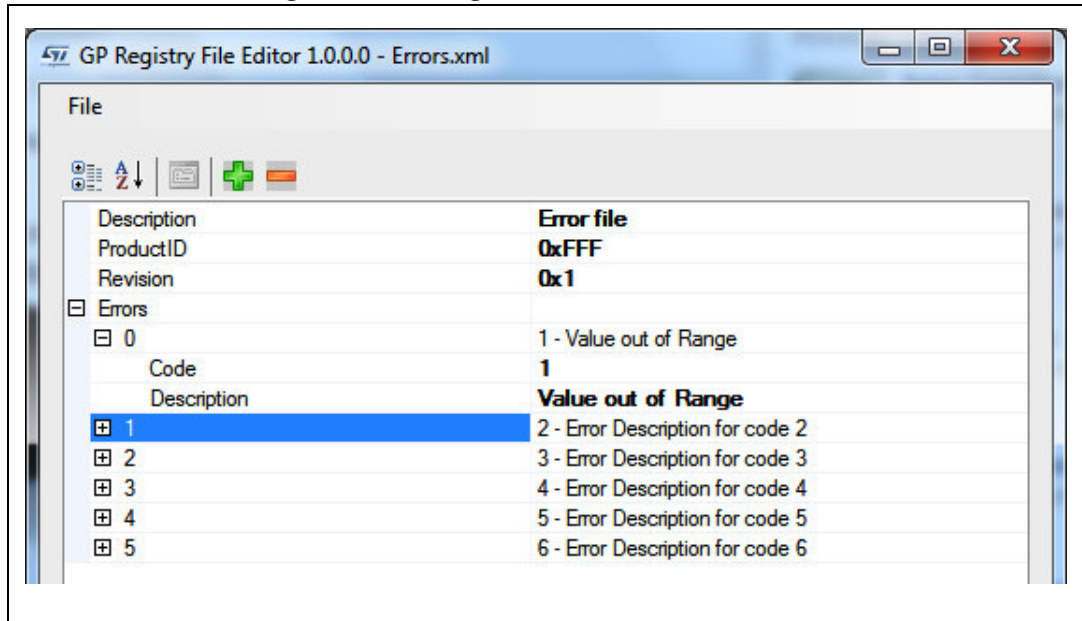 GP Registry File Editor 1.0.0.0 - Errors.xml
File
Description Error file
ProductID 0xFFF
Revision 0x1
Errors
0 1 - Value out of Range
Code 1
Description Value out of Range
1 2 - Error Description for code 2
2 3 - Error Description for code 3
3 4 - Error Description for code 4
4 5 - Error Description for code 5
5 6 - Error Description for code 6